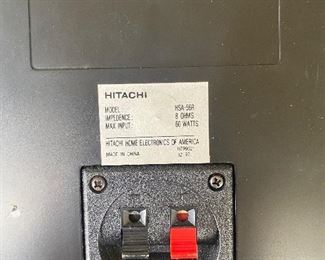 HITACHI
MODEL: HSA-56R
IMPEDENCE: 8 OHMS
MAX INPUT: 60 WATTS
HITACHI HOME ELECTRONICS OF AMERICA
MADE IN CHINA